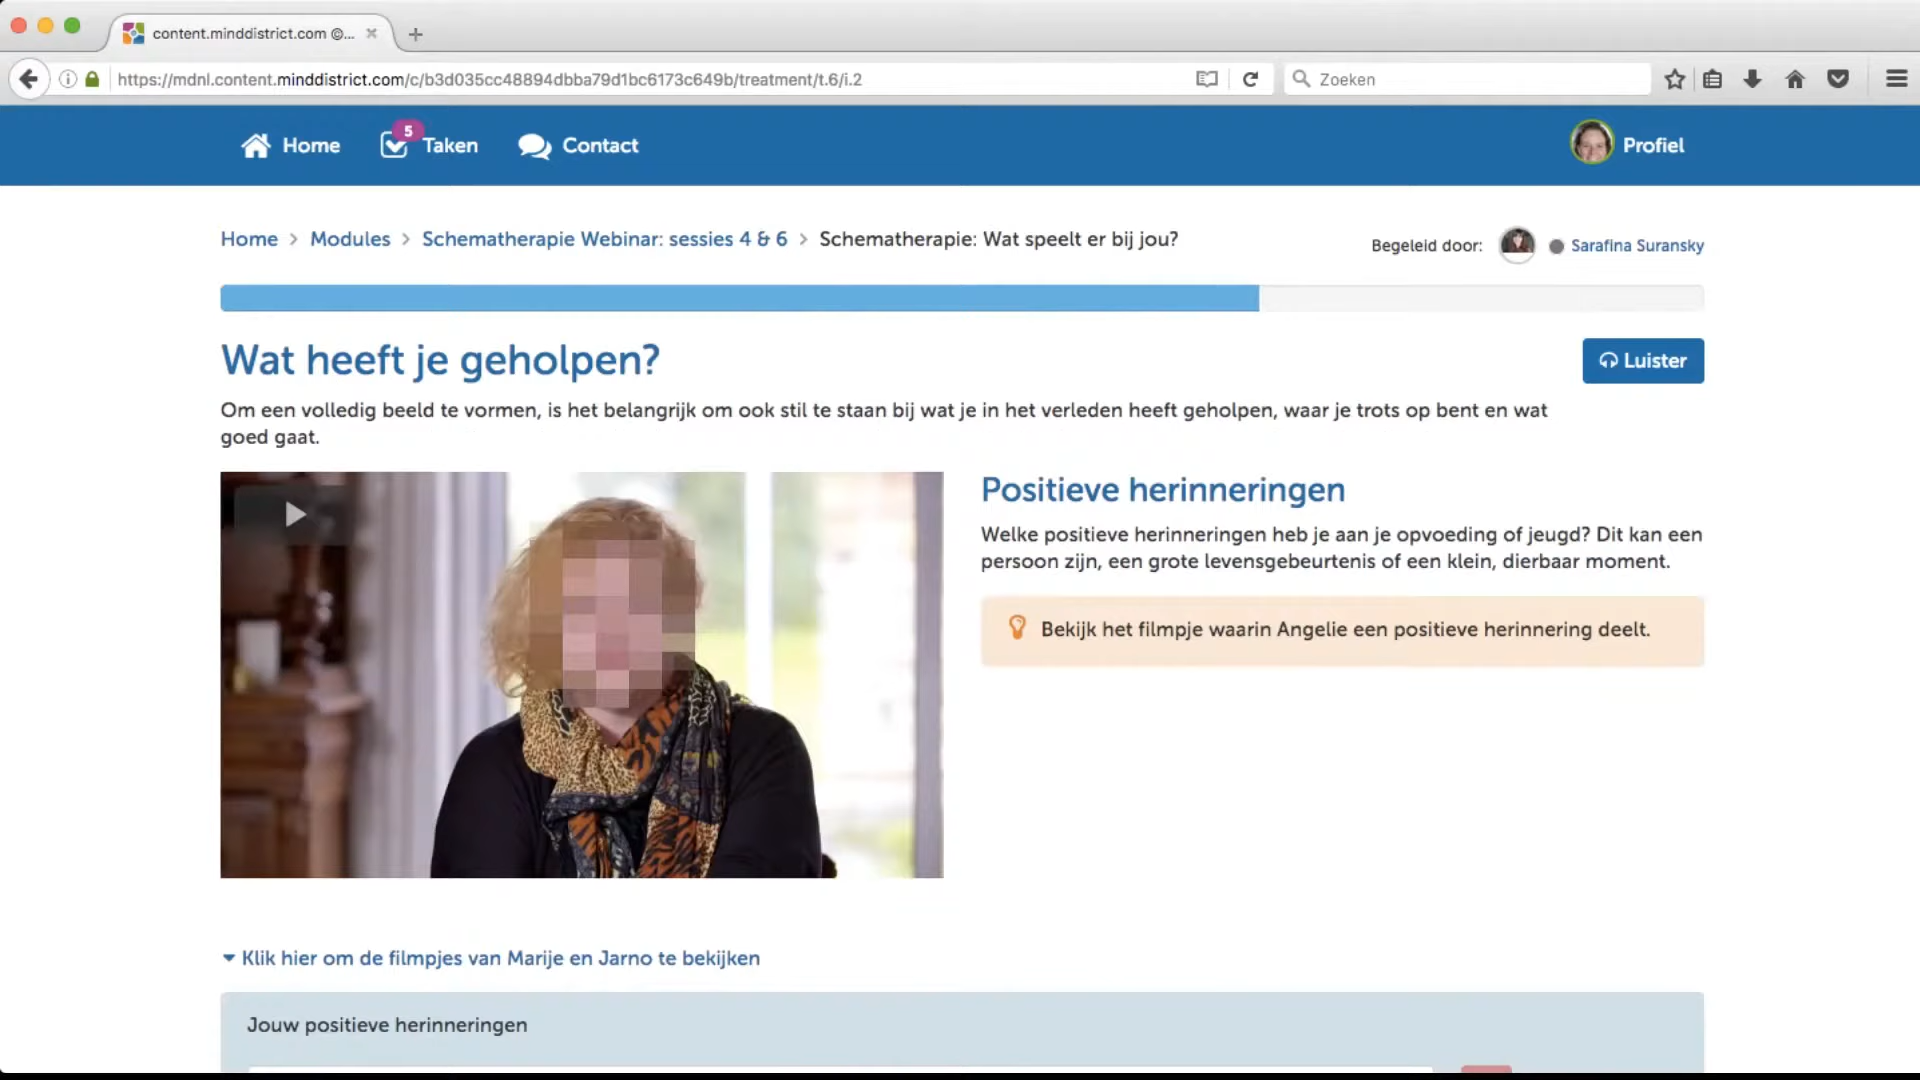 content.minddistrict.com ©...
https://mdnl.content.minddistrict.com/c/b3d035cc48894dbba79d1bc6173c649b/treatment/t.6/i.2
Zoeken
Home
5
Taken
Contact
Profiel
Home > Modules > Schematherapie Webinar: sessies 4 & 6 > Schematherapie: Wat speelt er bij jou?
Begeleid door:
Sarafina Suransky
Wat heeft je geholpen?
Luister
Om een volledig beeld te vormen, is het belangrijk om ook stil te staan bij wat je in het verleden heeft geholpen, waar je trots op bent en wat
goed gaat.
Positieve herinneringen
Welke positieve herinneringen heb je aan je opvoeding of jeugd? Dit kan een
persoon zijn, een grote levensgebeurtenis of een klein, dierbaar moment.
Bekijk het filmpje waarin Angelie een positieve herinnering deelt.
Klik hier om de filmpjes van Marije en Jarno te bekijken
Jouw positieve herinneringen